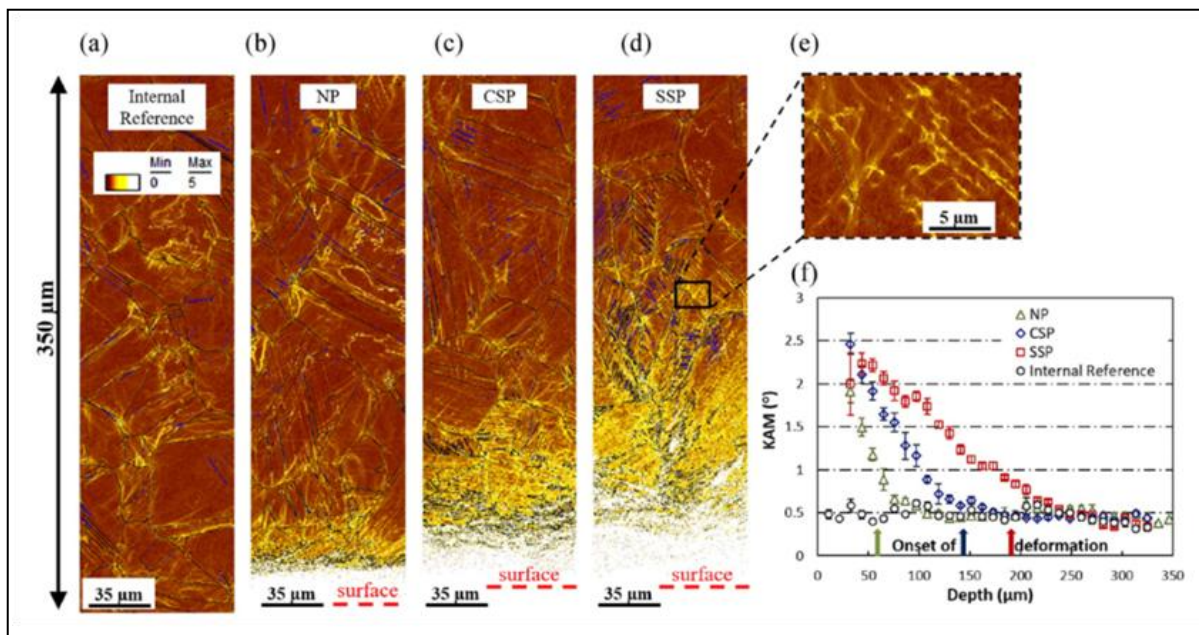 (a)
(b)
(c)
(d)
(e)
350 µm
Internal
Reference
Min Max
0 5
35 µm
NP
35 µm
surface
CSP
35 µm
surface
SSP
35 µm
surface
5 µm
(f)
KAM (°)
3
2.5
2
1.5
1
0.5
0
NP
CSP
SSP
Internal Reference
Onset of deformation
0 50 100 150 200 250 300 350
Depth(µm)